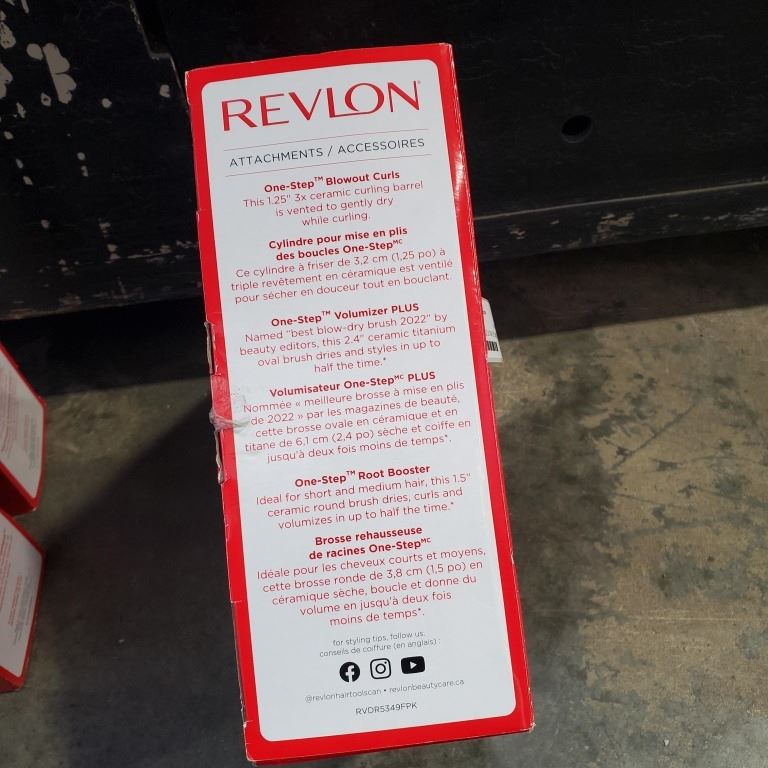 REVLON®
ATTACHMENTS / ACCESSOIRES
One-Step™ Blowout Curls
This 1.25" 3x ceramic curling barrel
is vented to gently dry
while curling.
Cylindre pour mise en plis
des boucles One-Stepᴹᶜ
Ce cylindre à friser de 3,2 cm (1,25 po) à
triple revêtement en céramique est ventilé
pour sécher en douceur tout en bouclant.
One-Step™ Volumizer PLUS
Named "best blow-dry brush 2022" by
beauty editors, this 2.4" ceramic titanium
oval brush dries and styles in up to
half the time.*
Volumisateur One-Stepᴹᶜ PLUS
Nommée « meilleure brosse à mise en plis
de 2022 » par les magazines de beauté,
cette brosse ovale en céramique et en
titane de 6,1 cm (2,4 po) sèche et coiffe en
jusqu'à deux fois moins de temps*.
One-Step™ Root Booster
Ideal for short and medium hair, this 1.5"
ceramic round brush dries, curls and
volumizes in up to half the time.*
Brosse rehausseuse
de racines One-Stepᴹᶜ
Idéale pour les cheveux courts et moyens,
cette brosse ronde de 3,8 cm (1,5 po) en
céramique sèche, boucle et donne du
volume en jusqu'à deux fois
moins de temps*.
for styling tips, follow us.
conseils de coiffure (en anglais) :
@revlonhairtoolscan • revlonbeautycare.ca
RVDR5349FPK